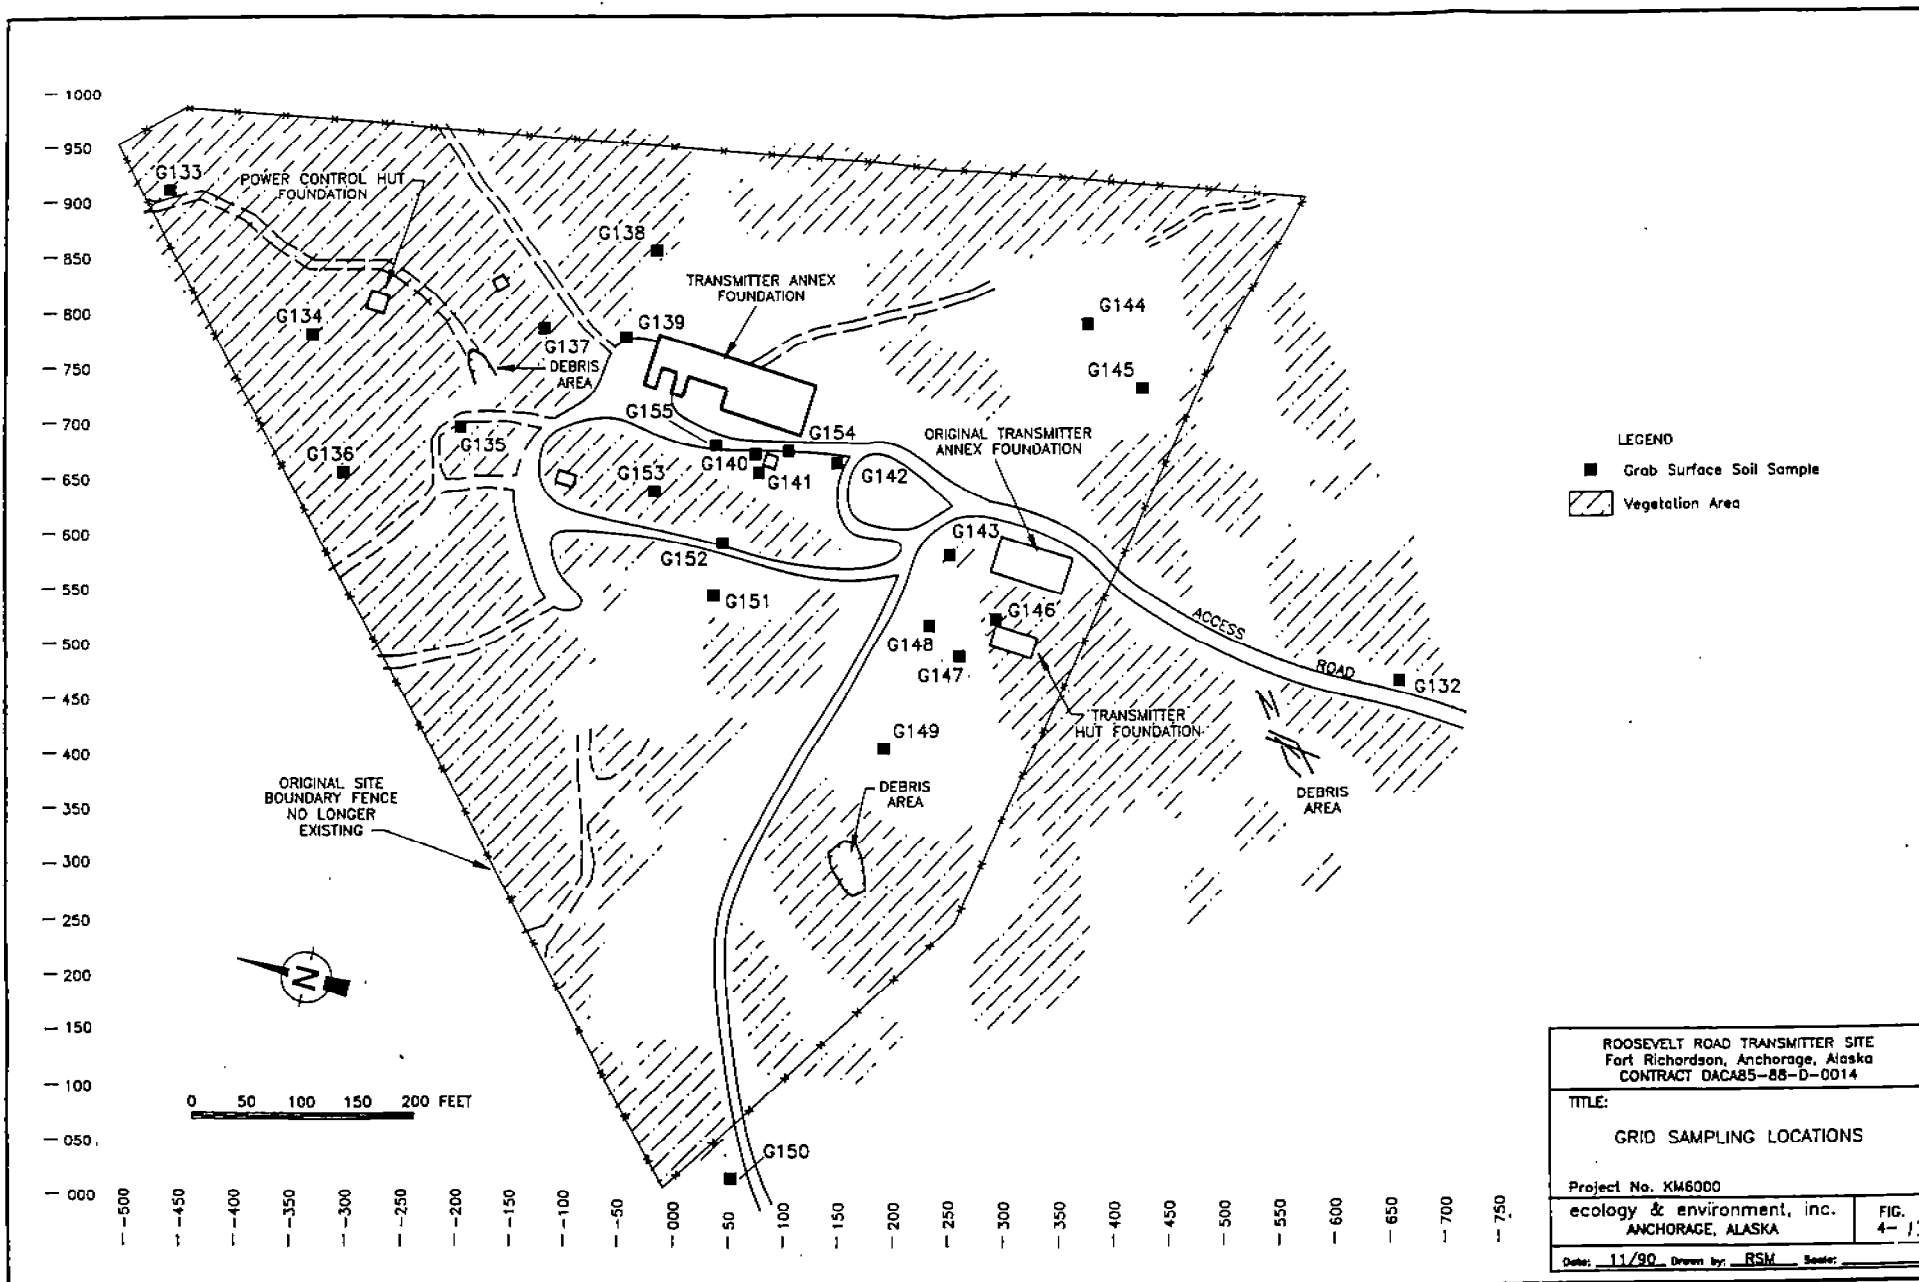 1000
950
900
850
800
750
700
650
600
550
500
450
400
350
300
250
200
150
100
050
000
G133
POWER CONTROL HUT
FOUNDATION
G138
TRANSMITTER ANNEX
FOUNDATION
G134
G137
G139
DEBRIS
AREA
G144
G145
G155
G154
ORIGINAL TRANSMITTER
ANNEX FOUNDATION
G136
G135
G153
G140
G141
G142
G143
G152
G151
G146
G148
G147
ACCESS
ROAD
G132
TRANSMITTER
HUT FOUNDATION
G149
DEBRIS
AREA
DEBRIS
AREA
ORIGINAL SITE
BOUNDARY FENCE
NO LONGER
EXISTING
N
0 50 100 150 200 FEET
G150
-500
-450
-400
-350
-300
-250
-200
-150
-100
-50
000
50
100
150
200
250
300
350
400
450
500
550
600
650
700
750
LEGEND
Grab Surface Soil Sample
Vegetation Area
ROOSEVELT ROAD TRANSMITTER SITE
Fort Richardson, Anchorage, Alaska
CONTRACT DACA85-88-D-0014
TITLE:
GRID SAMPLING LOCATIONS
Project No. KM6000
ecology & environment, inc.
ANCHORAGE, ALASKA
FIG.
4-
Date: 11/90 Drawn by: RSM Scale: